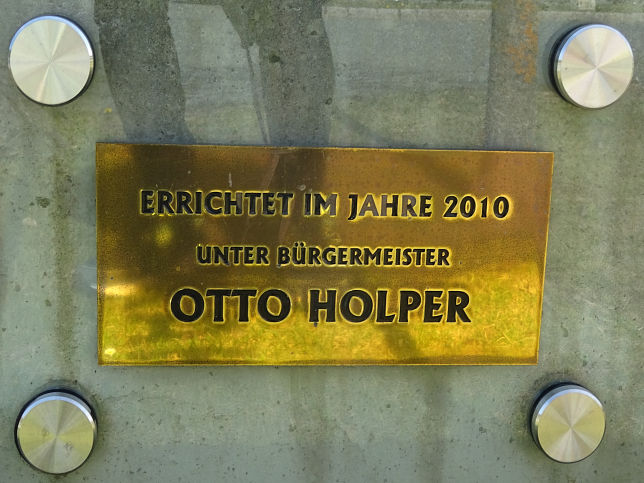 ERRICHTET IM JAHRE 2010
UNTER BÜRGERMEISTER
OTTO HOLPER